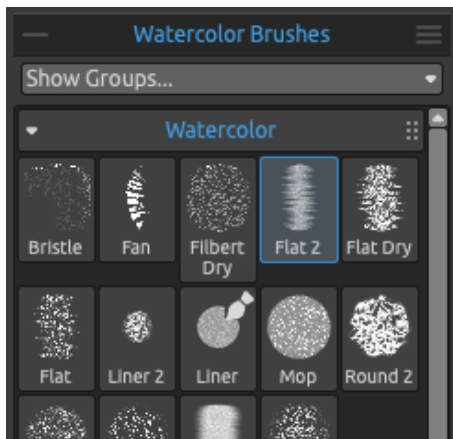 Watercolor Brushes
Show Groups...
Watercolor
Bristle
Fan
Filbert
Dry
Flat 2
Flat Dry
Flat
Liner 2
Liner
Mop
Round 2